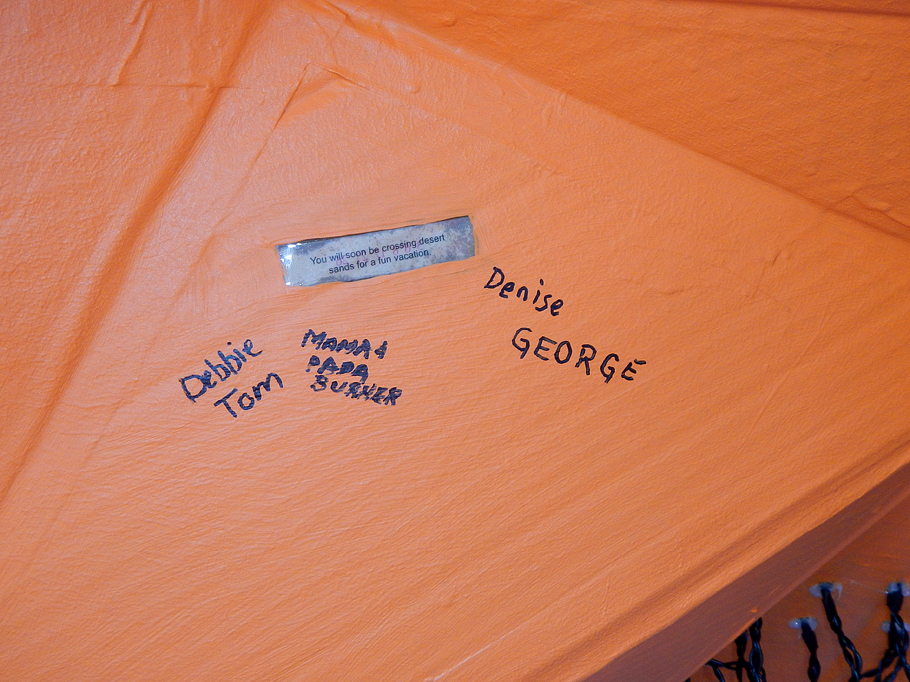 You will soon be crossing desert
sands for a fun vacation.
Denise
GEORGE
Debbie
Tom
MAMA &
PAPA
BURNER